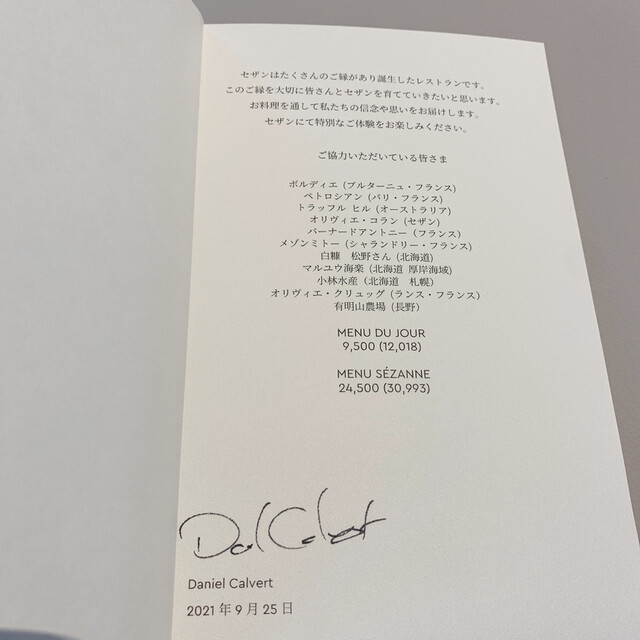 セザンはたくさんのご縁があり誕生したレストランです。
このご縁を大切に皆さんとセザンを育てていきたいと思います。
お料理を通して私たちの信念や思いをお届けします。
セザンにて特別なご体験をお楽しみください。
ご協力いただいている皆さま
ボルディエ (ブルターニュ・フランス)
ペトロシアン (パリ・フランス)
トラッフル ヒル (オーストラリア)
オリヴィエ・コラン (セザン)
バーナードアントニー (フランス)
メゾンミトー (シャランドリー・フランス)
白糠 松野さん (北海道)
マルユウ海楽 (北海道 厚岸海域)
小林水産 (北海道 札幌)
オリヴィエ・クリュッグ (ランス・フランス)
有明山農場 (長野)
MENU DU JOUR
9,500 (12,018)
MENU SÉZANNE
24,500 (30,993)
Dal Calvert
Daniel Calvert
2021 年 9 月 25 日